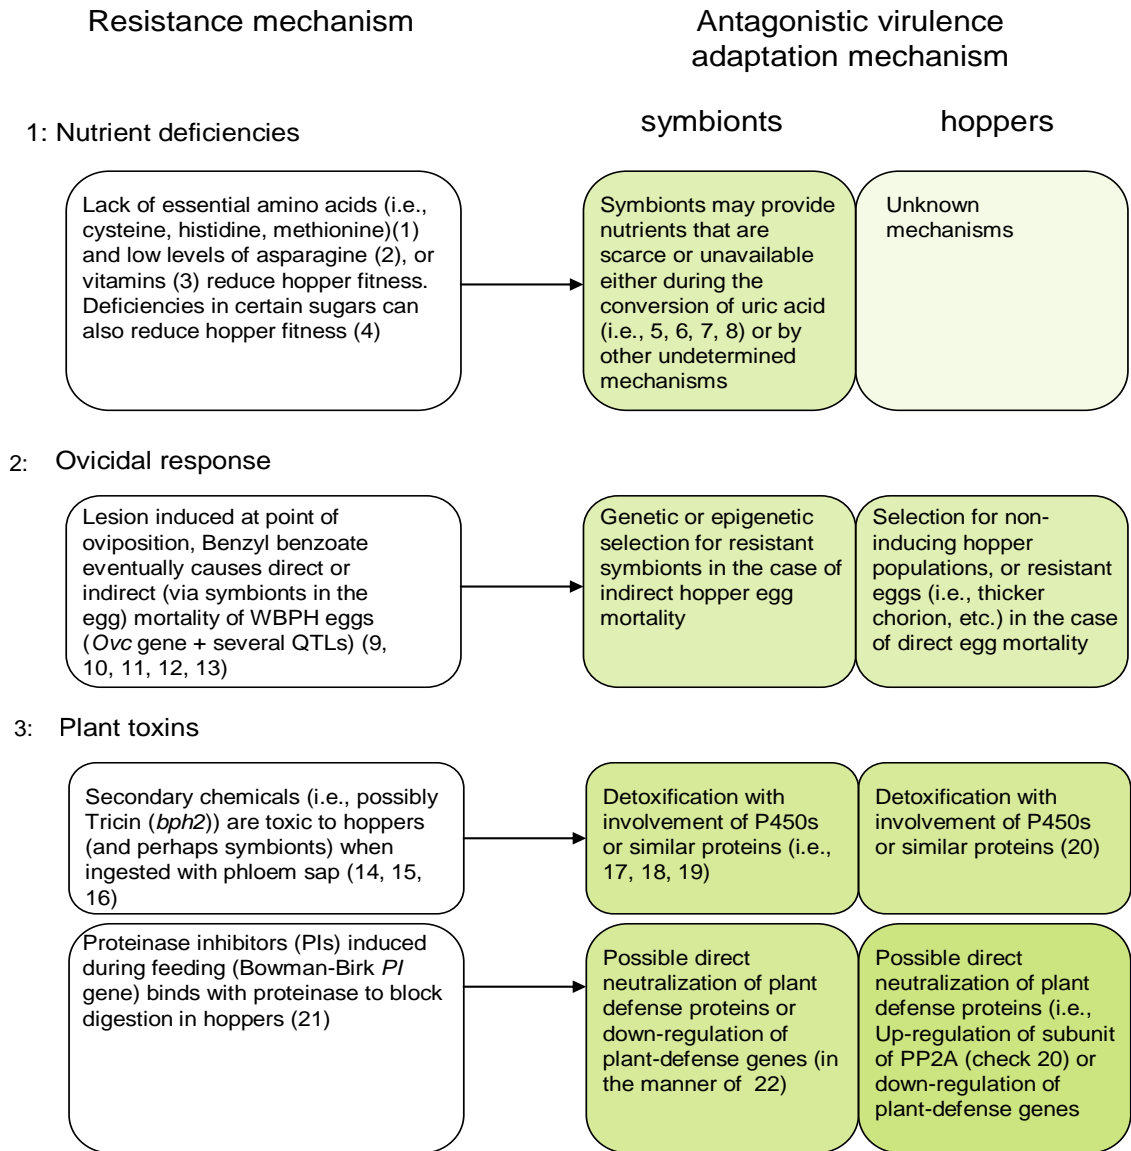 Resistance mechanism
Antagonistic virulence
adaptation mechanism
symbionts
hoppers
1: Nutrient deficiencies
Lack of essential amino acids (i.e.,
cysteine, histidine, methionine)(1)
and low levels of asparagine (2), or
vitamins (3) reduce hopper fitness.
Deficiencies in certain sugars can
also reduce hopper fitness (4)
Symbionts may provide
nutrients that are
scarce or unavailable
either during the
conversion of uric acid
(i.e., 5, 6, 7, 8) or by
other undetermined
mechanisms
Unknown
mechanisms
2: Ovicidal response
Lesion induced at point of
oviposition, Benzyl benzoate
eventually causes direct or
indirect (via symbionts in the
egg) mortality of WBPH eggs
(Ovc gene + several QTLs) (9,
10, 11, 12, 13)
Genetic or epigenetic
selection for resistant
symbionts in the case of
indirect hopper egg
mortality
Selection for non-
inducing hopper
populations, or resistant
eggs (i.e., thicker
chorion, etc.) in the case
of direct egg mortality
3: Plant toxins
Secondary chemicals (i.e., possibly
Tricin (bph2)) are toxic to hoppers
(and perhaps symbionts) when
ingested with phloem sap (14, 15,
16)
Detoxification with
involvement of P450s
or similar proteins (i.e.,
17, 18, 19)
Detoxification with
involvement of P450s
or similar proteins (20)
Proteinase inhibitors (PIs) induced
during feeding (Bowman-Birk PI
gene) binds with proteinase to block
digestion in hoppers (21)
Possible direct
neutralization of plant
defense proteins or
down-regulation of
plant-defense genes (in
the manner of 22)
Possible direct
neutralization of plant
defense proteins (i.e.,
Up-regulation of subunit
of PP2A (check 20) or
down-regulation of
plant-defense genes